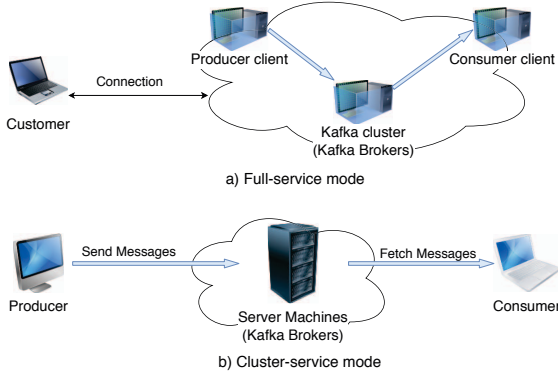 Producer client
Consumer client
Connection
Customer
Kafka cluster
(Kafka Brokers)
a) Full-service mode
Send Messages
Fetch Messages
Producer
Server Machines
(Kafka Brokers)
Consumer
b) Cluster-service mode